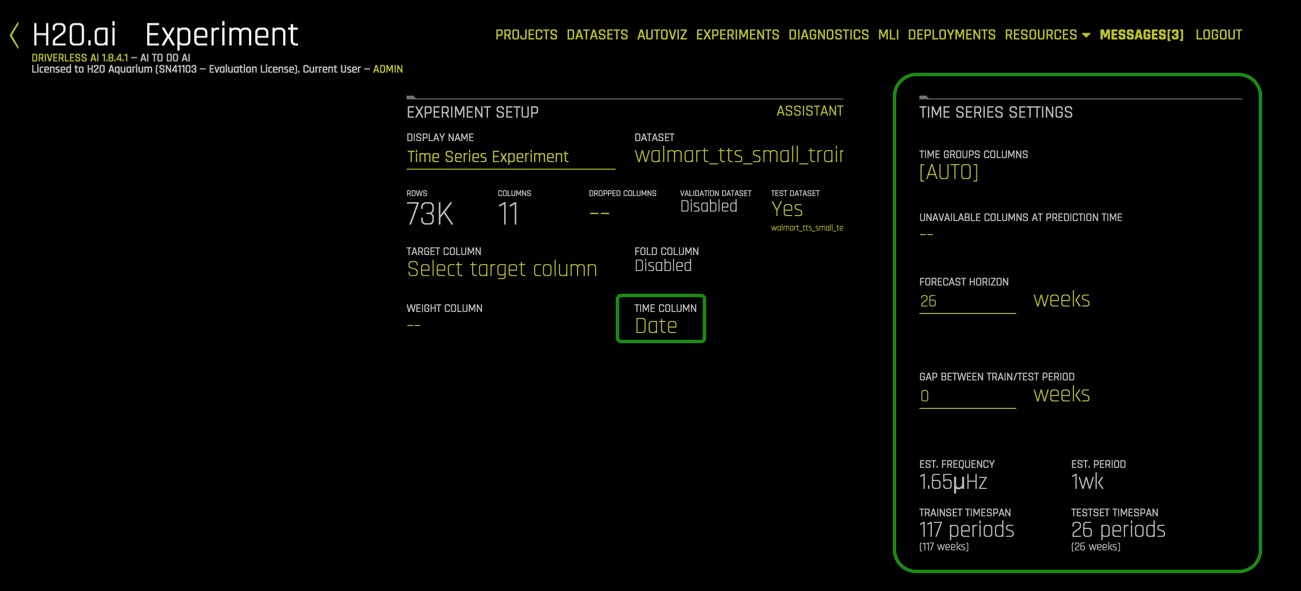 H2O.ai Experiment
PROJECTS DATASETS AUTOVIZ EXPERIMENTS DIAGNOSTICS MLI DEPLOYMENTS RESOURCES MESSAGES[3] LOGOUT
DRIVERLESS AI 1.8.4.1 — AI TO DO AI
Licensed to H2O Aquarium (SN41103 — Evaluation License). Current User — ADMIN
EXPERIMENT SETUP
ASSISTANT
DISPLAY NAME
Time Series Experiment
DATASET
walmart_tts_small_train
ROWS
73K
COLUMNS
11
DROPPED COLUMNS
--
VALIDATION DATASET
Disabled
TEST DATASET
Yes
walmart_tts_small_te
TARGET COLUMN
Select target column
FOLD COLUMN
Disabled
WEIGHT COLUMN
--
TIME COLUMN
Date
TIME SERIES SETTINGS
TIME GROUPS COLUMNS
[AUTO]
UNAVAILABLE COLUMNS AT PREDICTION TIME
--
FORECAST HORIZON
26 weeks
GAP BETWEEN TRAIN/TEST PERIOD
0 weeks
EST. FREQUENCY
1.65µHz
EST. PERIOD
1wk
TRAINSET TIMESPAN
117 periods
(117 weeks)
TESTSET TIMESPAN
26 periods
(26 weeks)